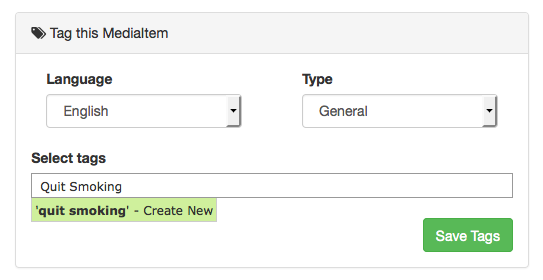 Tag this MediaItem
Language Type
English General
Select tags
Quit Smoking
'quit smoking' - Create New
Save Tags